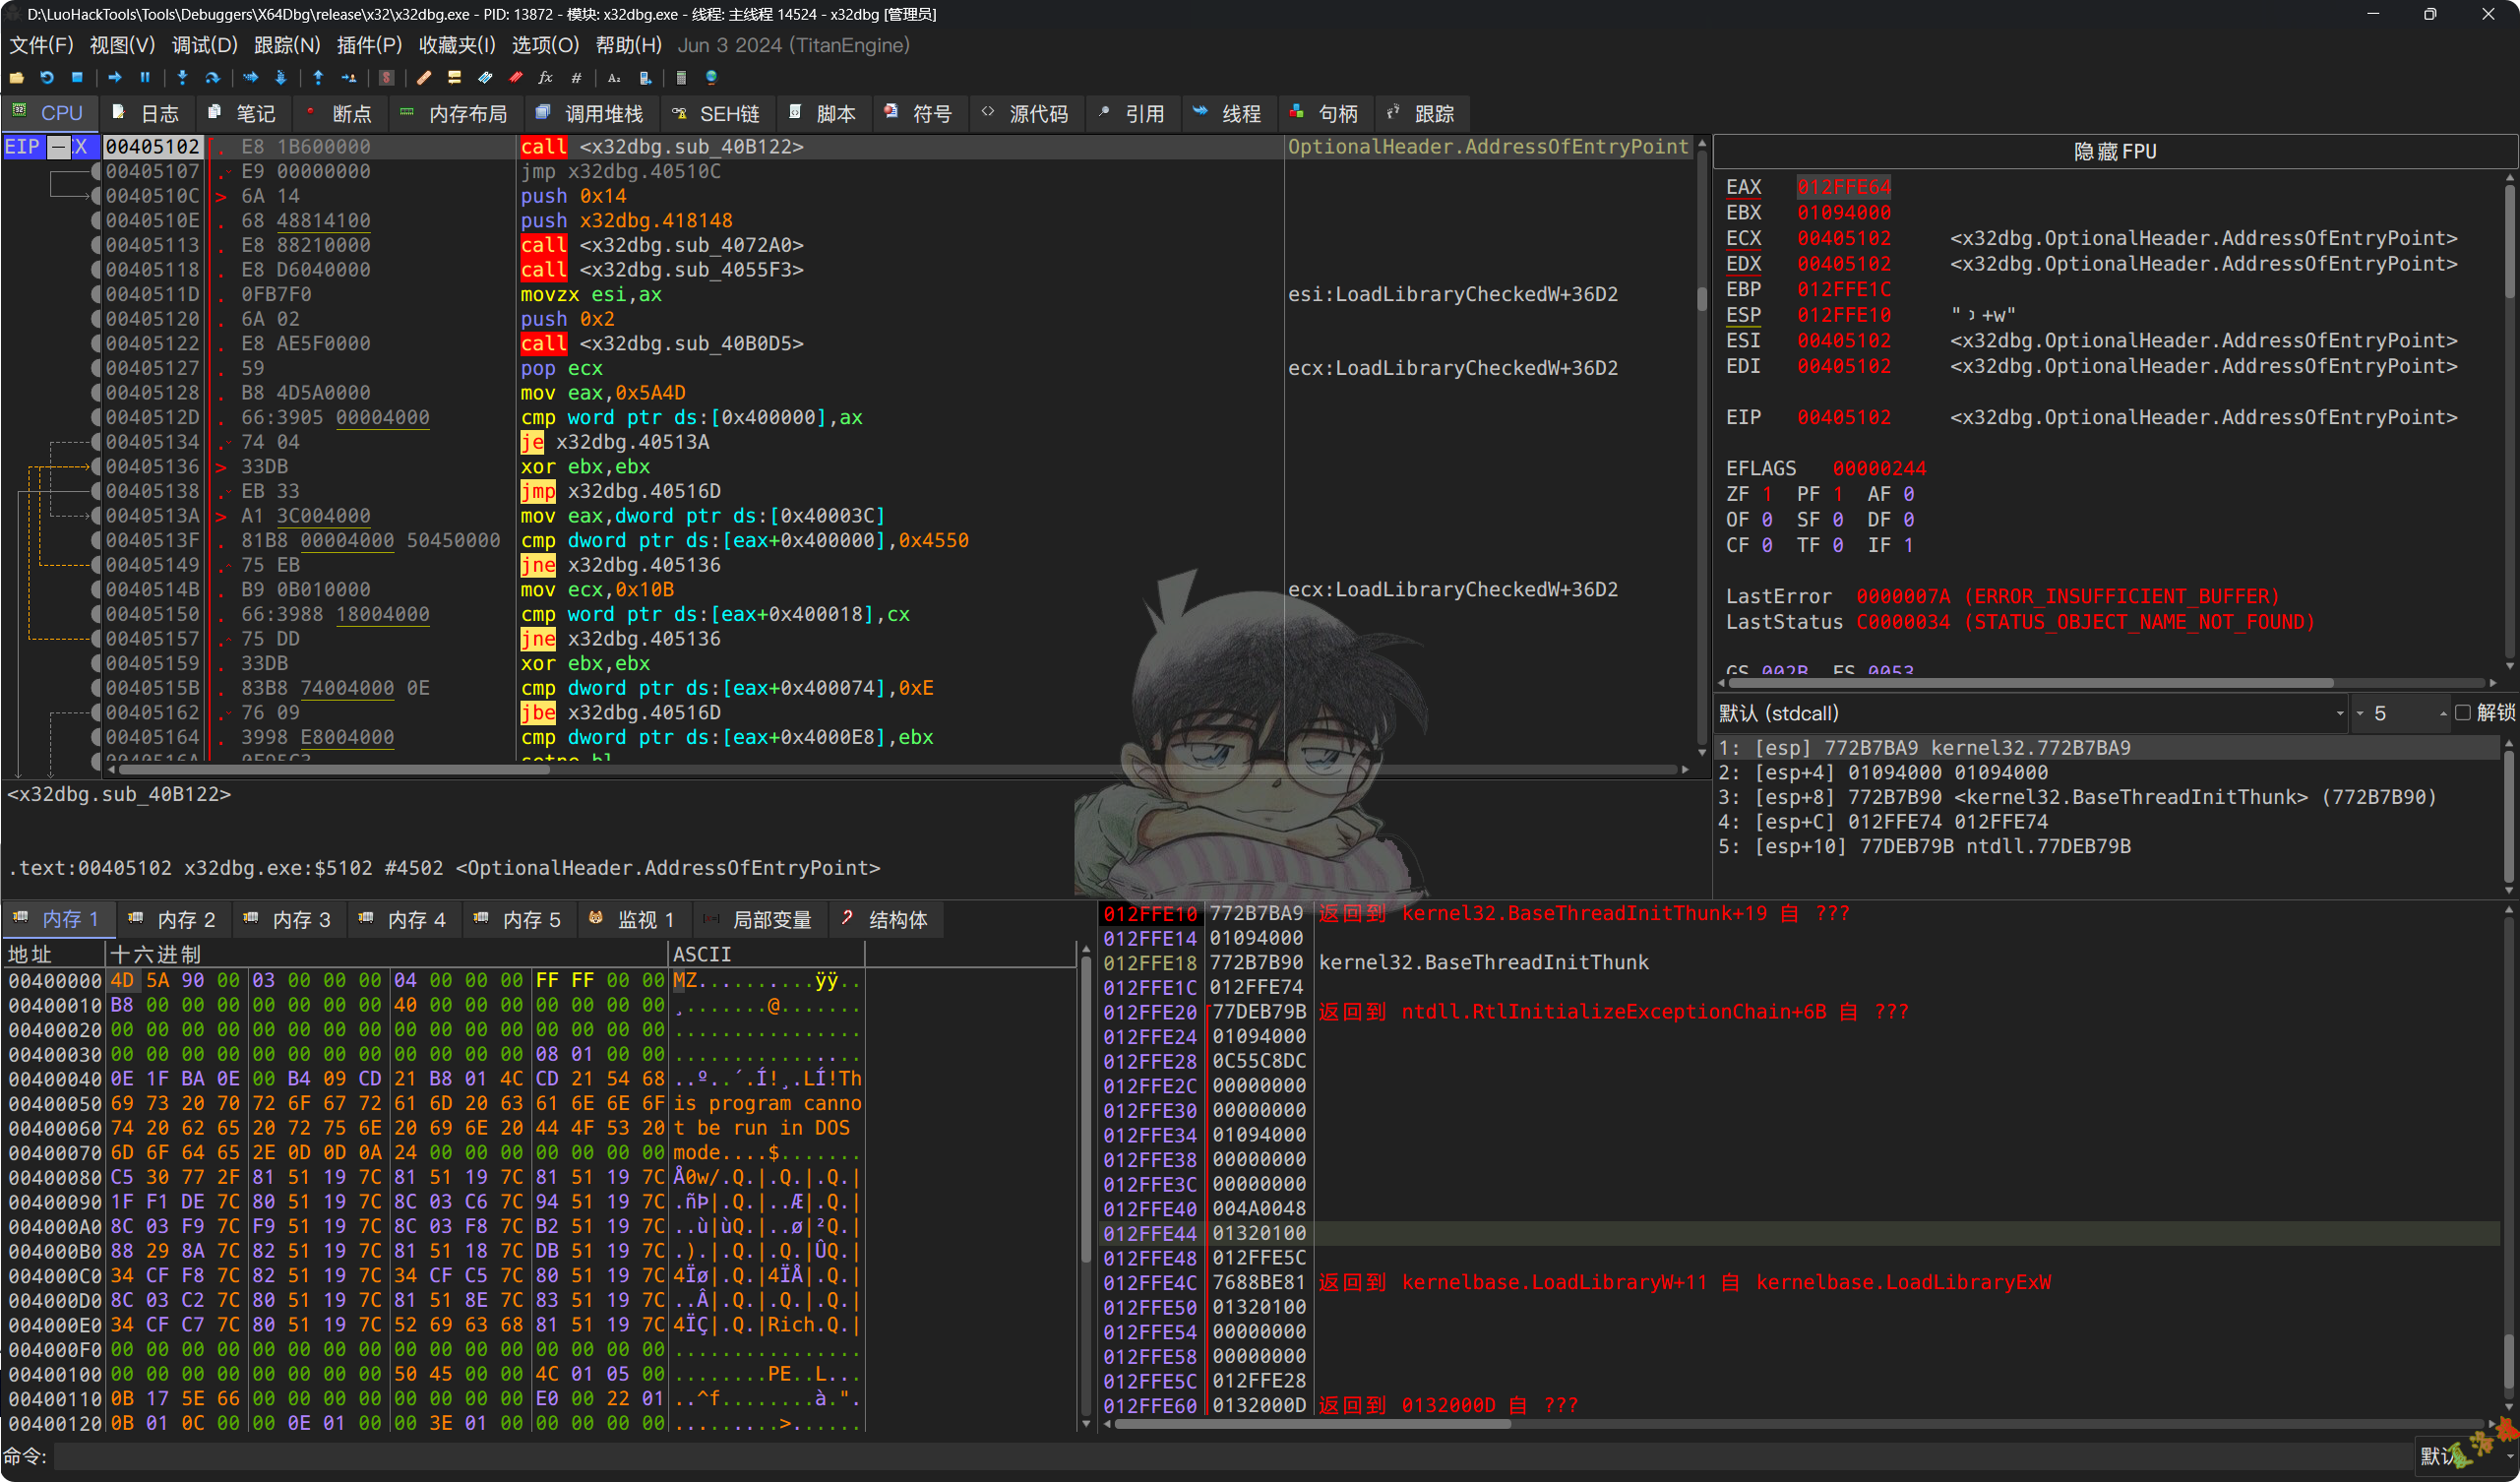 D:\LuoHackTools\Tools\Debuggers\X64Dbg\release\x32\x32dbg.exe - PID: 13872 - 模块: x32dbg.exe - 线程: 主线程 14524 - x32dbg [管理员]
文件(F) 视图(V) 调试(D) 跟踪(N) 插件(P) 收藏夹(I) 选项(O) 帮助(H) Jun 3 2024 (TitanEngine)
CPU 日志 笔记 断点 内存布局 调用堆栈 SEH链 脚本 符号 源代码 引用 线程 句柄 跟踪
EIP 00405102 . E8 1B600000 call <x32dbg.sub_40B122> OptionalHeader.AddressOfEntryPoint
00405107 . E9 00000000 jmp x32dbg.40510C
0040510C > 6A 14 push 0x14
0040510E . 68 48814100 push x32dbg.418148
00405113 . E8 88210000 call <x32dbg.sub_4072A0>
00405118 . E8 D6040000 call <x32dbg.sub_4055F3>
0040511D . 0FB7F0 movzx esi,ax esi:LoadLibraryCheckedW+36D2
00405120 . 6A 02 push 0x2
00405122 . E8 AE5F0000 call <x32dbg.sub_40B0D5>
00405127 . 59 pop ecx ecx:LoadLibraryCheckedW+36D2
00405128 . B8 4D5A0000 mov eax,0x5A4D
0040512D . 66:3905 00004000 cmp word ptr ds:[0x400000],ax
00405134 . 74 04 je x32dbg.40513A
00405136 > 33DB xor ebx,ebx
00405138 . EB 33 jmp x32dbg.40516D
0040513A > A1 3C004000 mov eax,dword ptr ds:[0x40003C]
0040513F . 81B8 00004000 50450000 cmp dword ptr ds:[eax+0x400000],0x4550
00405149 . 75 EB jne x32dbg.405136
0040514B . B9 0B010000 mov ecx,0x10B ecx:LoadLibraryCheckedW+36D2
00405150 . 66:3988 18004000 cmp word ptr ds:[eax+0x400018],cx
00405157 . 75 DD jne x32dbg.405136
00405159 . 33DB xor ebx,ebx
0040515B . 83B8 74004000 0E cmp dword ptr ds:[eax+0x400074],0xE
00405162 . 76 09 jbe x32dbg.40516D
00405164 . 3998 E8004000 cmp dword ptr ds:[eax+0x4000E8],ebx
<x32dbg.sub_40B122>
.text:00405102 x32dbg.exe:$5102 #4502 <OptionalHeader.AddressOfEntryPoint>
隐藏FPU
EAX 012FFE64
EBX 01094000
ECX 00405102 <x32dbg.OptionalHeader.AddressOfEntryPoint>
EDX 00405102 <x32dbg.OptionalHeader.AddressOfEntryPoint>
EBP 012FFE1C
ESP 012FFE10
ESI 00405102 <x32dbg.OptionalHeader.AddressOfEntryPoint>
EDI 00405102 <x32dbg.OptionalHeader.AddressOfEntryPoint>
EIP 00405102 <x32dbg.OptionalHeader.AddressOfEntryPoint>
EFLAGS 00000244
ZF 1 PF 1 AF 0
OF 0 SF 0 DF 0
CF 0 TF 0 IF 1
LastError 0000007A (ERROR_INSUFFICIENT_BUFFER)
LastStatus C0000034 (STATUS_OBJECT_NAME_NOT_FOUND)
GS 002B FS 0053
默认 (stdcall) 5 解锁
1: [esp] 772B7BA9 kernel32.772B7BA9
2: [esp+4] 01094000 01094000
3: [esp+8] 772B7B90 <kernel32.BaseThreadInitThunk> (772B7B90)
4: [esp+C] 012FFE74 012FFE74
5: [esp+10] 77DEB79B ntdll.77DEB79B
内存 1 内存 2 内存 3 内存 4 内存 5 监视 1 局部变量 结构体
地址 十六进制 ASCII
00400000 4D 5A 90 00 03 00 00 00 04 00 00 00 FF FF 00 00 MZ..........ÿÿ..
00400010 B8 00 00 00 00 00 00 00 40 00 00 00 00 00 00 00 ¸.......@.......
00400020 00 00 00 00 00 00 00 00 00 00 00 00 00 00 00 00 ................
00400030 00 00 00 00 00 00 00 00 00 00 00 00 08 01 00 00 ................
00400040 0E 1F BA 0E 00 B4 09 CD 21 B8 01 4C CD 21 54 68 ..º..´.Í!¸.LÍ!Th
00400050 69 73 20 70 72 6F 67 72 61 6D 20 63 61 6E 6E 6F is program canno
00400060 74 20 62 65 20 72 75 6E 20 69 6E 20 44 4F 53 20 t be run in DOS
00400070 6D 6F 64 65 2E 0D 0D 0A 24 00 00 00 00 00 00 00 mode....$.......
00400080 C5 30 77 2F 81 51 19 7C 81 51 19 7C 81 51 19 7C Å0w/.Q.|.Q.|.Q.|
00400090 1F F1 DE 7C 80 51 19 7C 8C 03 C6 7C 94 51 19 7C .ñÞ|.Q.|..Æ|.Q.|
004000A0 8C 03 F9 7C F9 51 19 7C 8C 03 F8 7C B2 51 19 7C ..ù|ùQ.|..ø|²Q.|
004000B0 88 29 8A 7C 82 51 19 7C 81 51 18 7C DB 51 19 7C .).|.Q.|.Q.|ÛQ.|
004000C0 34 CF F8 7C 82 51 19 7C 34 CF C5 7C 80 51 19 7C 4Ïø|.Q.|4ÏÅ|.Q.|
004000D0 8C 03 C2 7C 80 51 19 7C 81 51 8E 7C 83 51 19 7C ..Â|.Q.|.Q.|.Q.|
004000E0 34 CF C7 7C 80 51 19 7C 52 69 63 68 81 51 19 7C 4ÏÇ|.Q.|Rich.Q.|
004000F0 00 00 00 00 00 00 00 00 00 00 00 00 00 00 00 00 ................
00400100 00 00 00 00 00 00 00 00 50 45 00 00 4C 01 05 00 ........PE..L...
00400110 0B 17 5E 66 00 00 00 00 00 00 00 00 E0 00 22 01 ..^f........à.".
00400120 0B 01 0C 00 00 0E 01 00 00 3E 01 00 00 00 00 00 .........>......
012FFE10 772B7BA9 返回到 kernel32.BaseThreadInitThunk+19 自 ???
012FFE14 01094000
012FFE18 772B7B90 kernel32.BaseThreadInitThunk
012FFE1C 012FFE74
012FFE20 77DEB79B 返回到 ntdll.RtlInitializeExceptionChain+6B 自 ???
012FFE24 01094000
012FFE28 0C55C8DC
012FFE2C 00000000
012FFE30 00000000
012FFE34 01094000
012FFE38 00000000
012FFE3C 00000000
012FFE40 004A0048
012FFE44 01320100
012FFE48 012FFE5C
012FFE4C 7688BE81 返回到 kernelbase.LoadLibraryW+11 自 kernelbase.LoadLibraryExW
012FFE50 01320100
012FFE54 00000000
012FFE58 00000000
012FFE5C 012FFE28
012FFE60 0132000D 返回到 0132000D 自 ???
命令: 默认